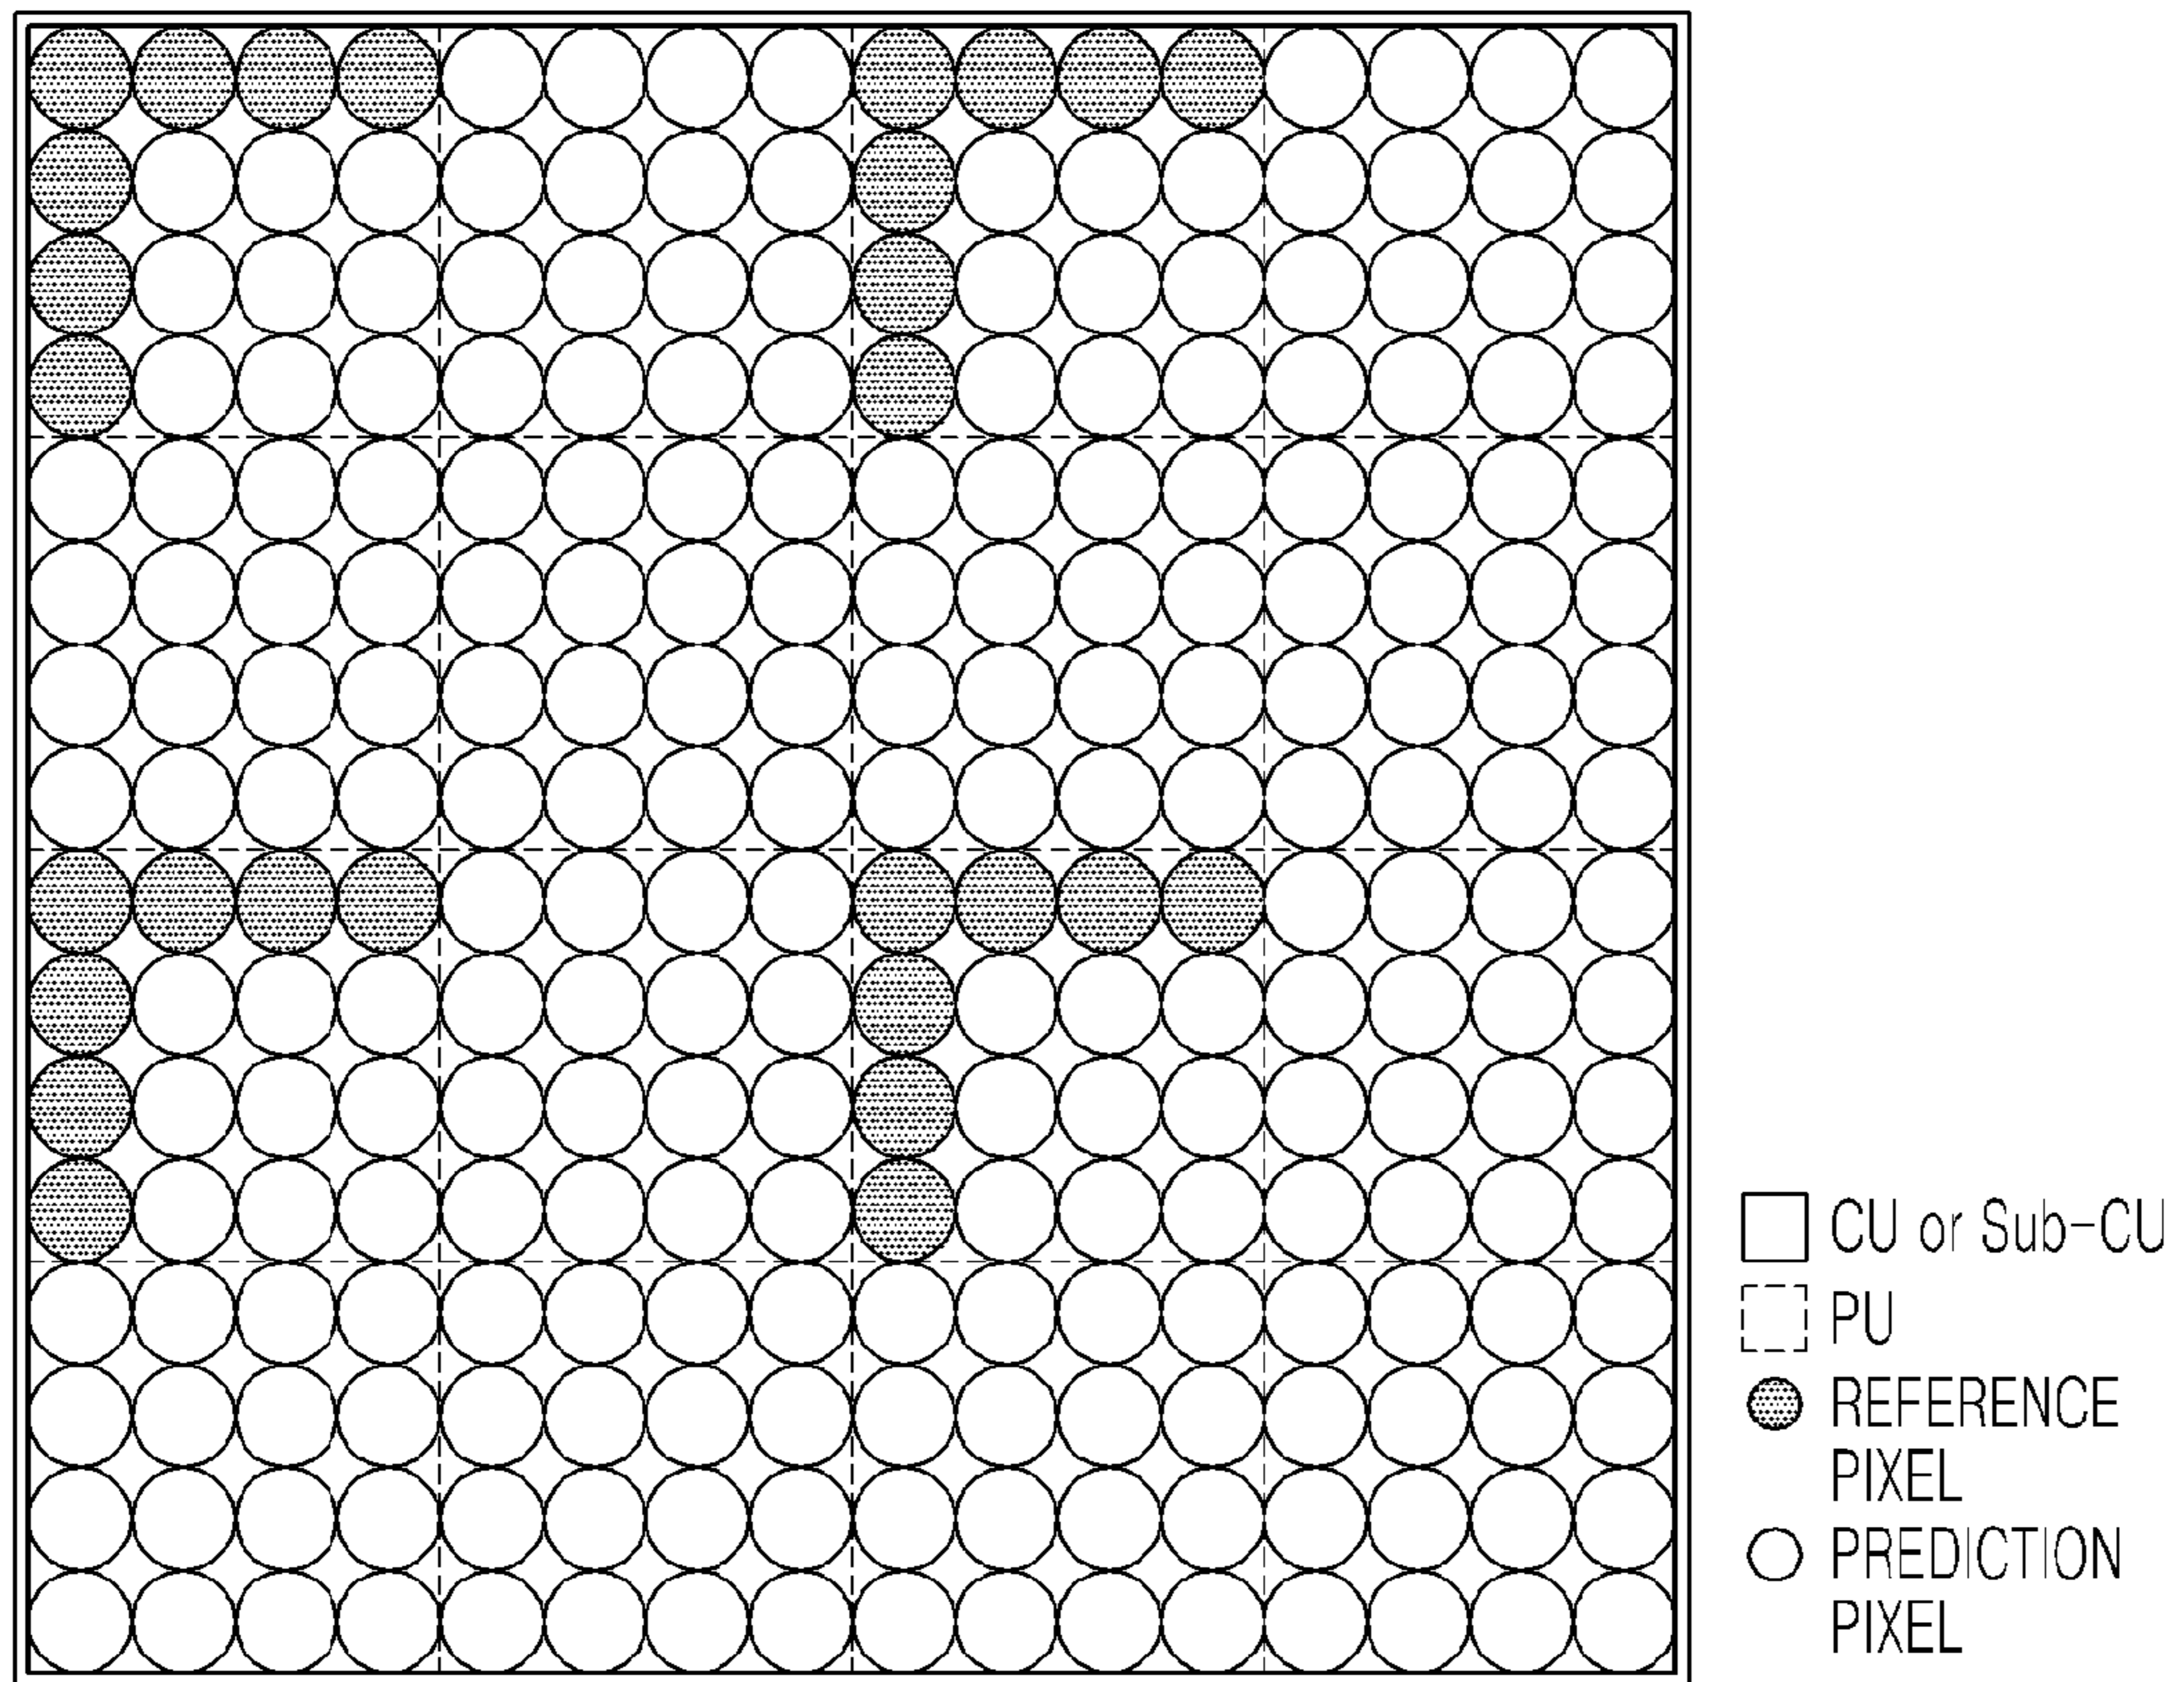 CU or Sub-CU
PU
REFERENCE
PIXEL
PREDICTION
PIXEL